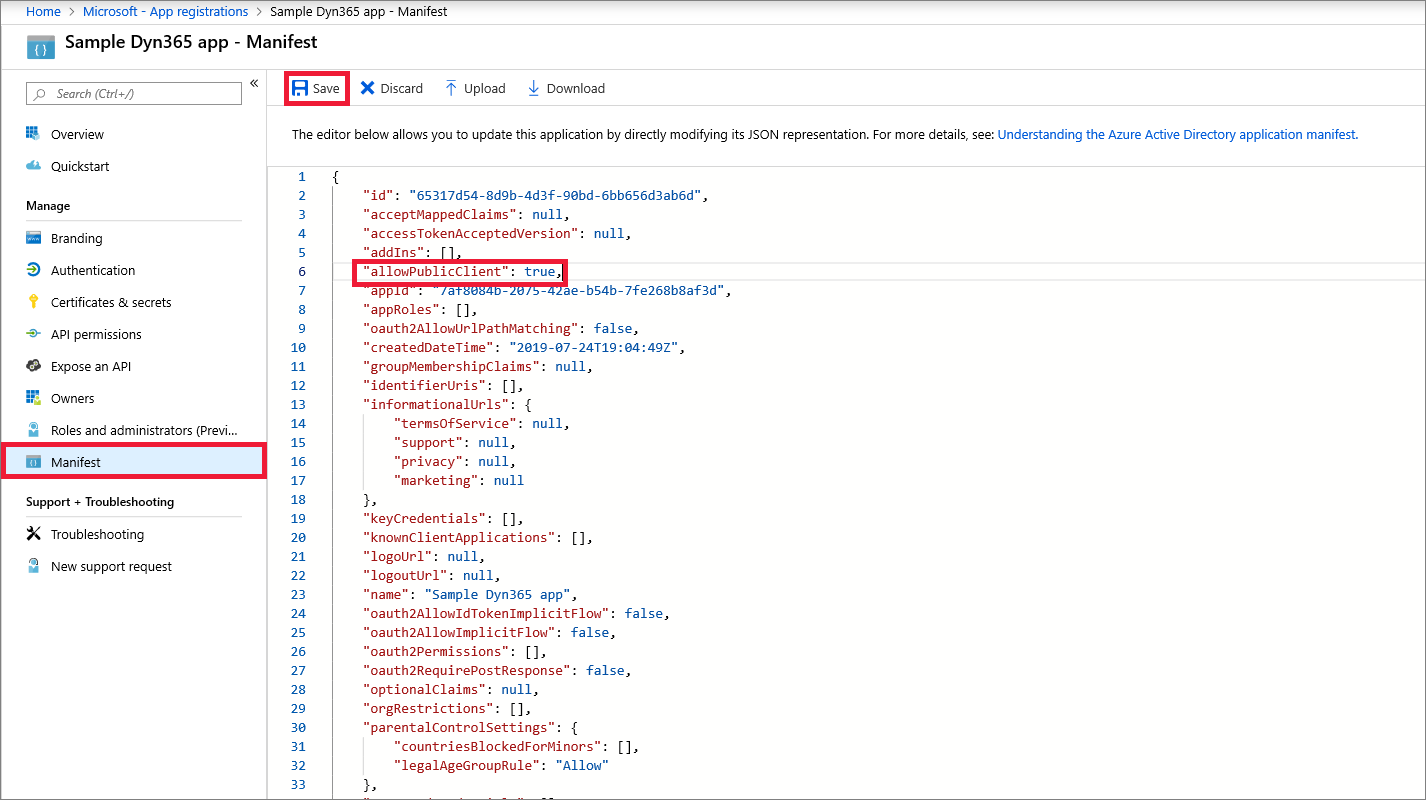 Home > Microsoft - App registrations > Sample Dyn365 app - Manifest
Sample Dyn365 app - Manifest
Search (Ctrl+/)
«
Overview
Quickstart
Manage
Branding
Authentication
Certificates & secrets
API permissions
Expose an API
Owners
Roles and administrators (Previ...
Manifest
Support + Troubleshooting
Troubleshooting
New support request
Save Discard Upload Download
The editor below allows you to update this application by directly modifying its JSON representation. For more details, see: Understanding the Azure Active Directory application manifest.
1 {
2 "id": "65317d54-8d9b-4d3f-90bd-6bb656d3ab6d",
3 "acceptMappedClaims": null,
4 "accessTokenAcceptedVersion": null,
5 "addIns": [],
6 "allowPublicClient": true,
7 "appId": "7af8084b-2075-42ae-b54b-7fe268b8af3d",
8 "appRoles": [],
9 "oauth2AllowUrlPathMatching": false,
10 "createdDateTime": "2019-07-24T19:04:49Z",
11 "groupMembershipClaims": null,
12 "identifierUris": [],
13 "informationalUrls": {
14 "termsOfService": null,
15 "support": null,
16 "privacy": null,
17 "marketing": null
18 },
19 "keyCredentials": [],
20 "knownClientApplications": [],
21 "logoUrl": null,
22 "logoutUrl": null,
23 "name": "Sample Dyn365 app",
24 "oauth2AllowIdTokenImplicitFlow": false,
25 "oauth2AllowImplicitFlow": false,
26 "oauth2Permissions": [],
27 "oauth2RequirePostResponse": false,
28 "optionalClaims": null,
29 "orgRestrictions": [],
30 "parentalControlSettings": {
31 "countriesBlockedForMinors": [],
32 "legalAgeGroupRule": "Allow"
33 },